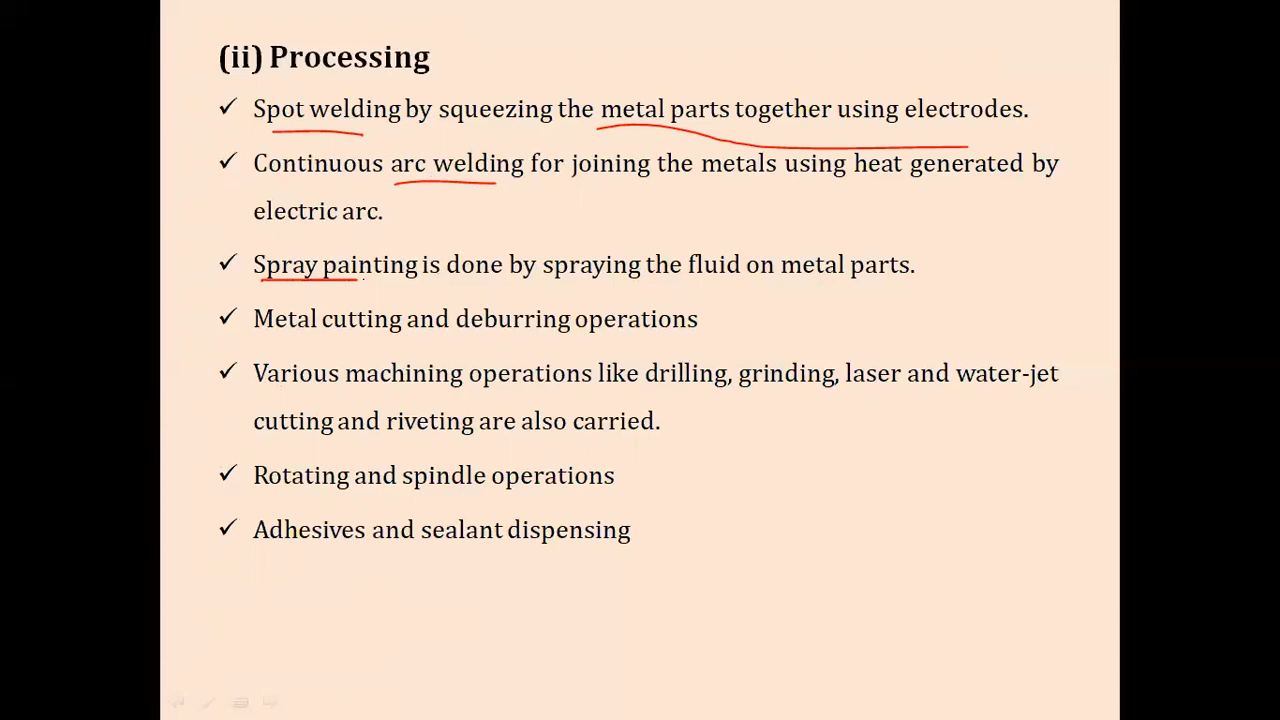 (ii) Processing
✓ Spot welding by squeezing the metal parts together using electrodes.
✓ Continuous arc welding for joining the metals using heat generated by
electric arc.
✓ Spray painting is done by spraying the fluid on metal parts.
✓ Metal cutting and deburring operations
✓ Various machining operations like drilling, grinding, laser and water-jet
cutting and riveting are also carried.
✓ Rotating and spindle operations
✓ Adhesives and sealant dispensing